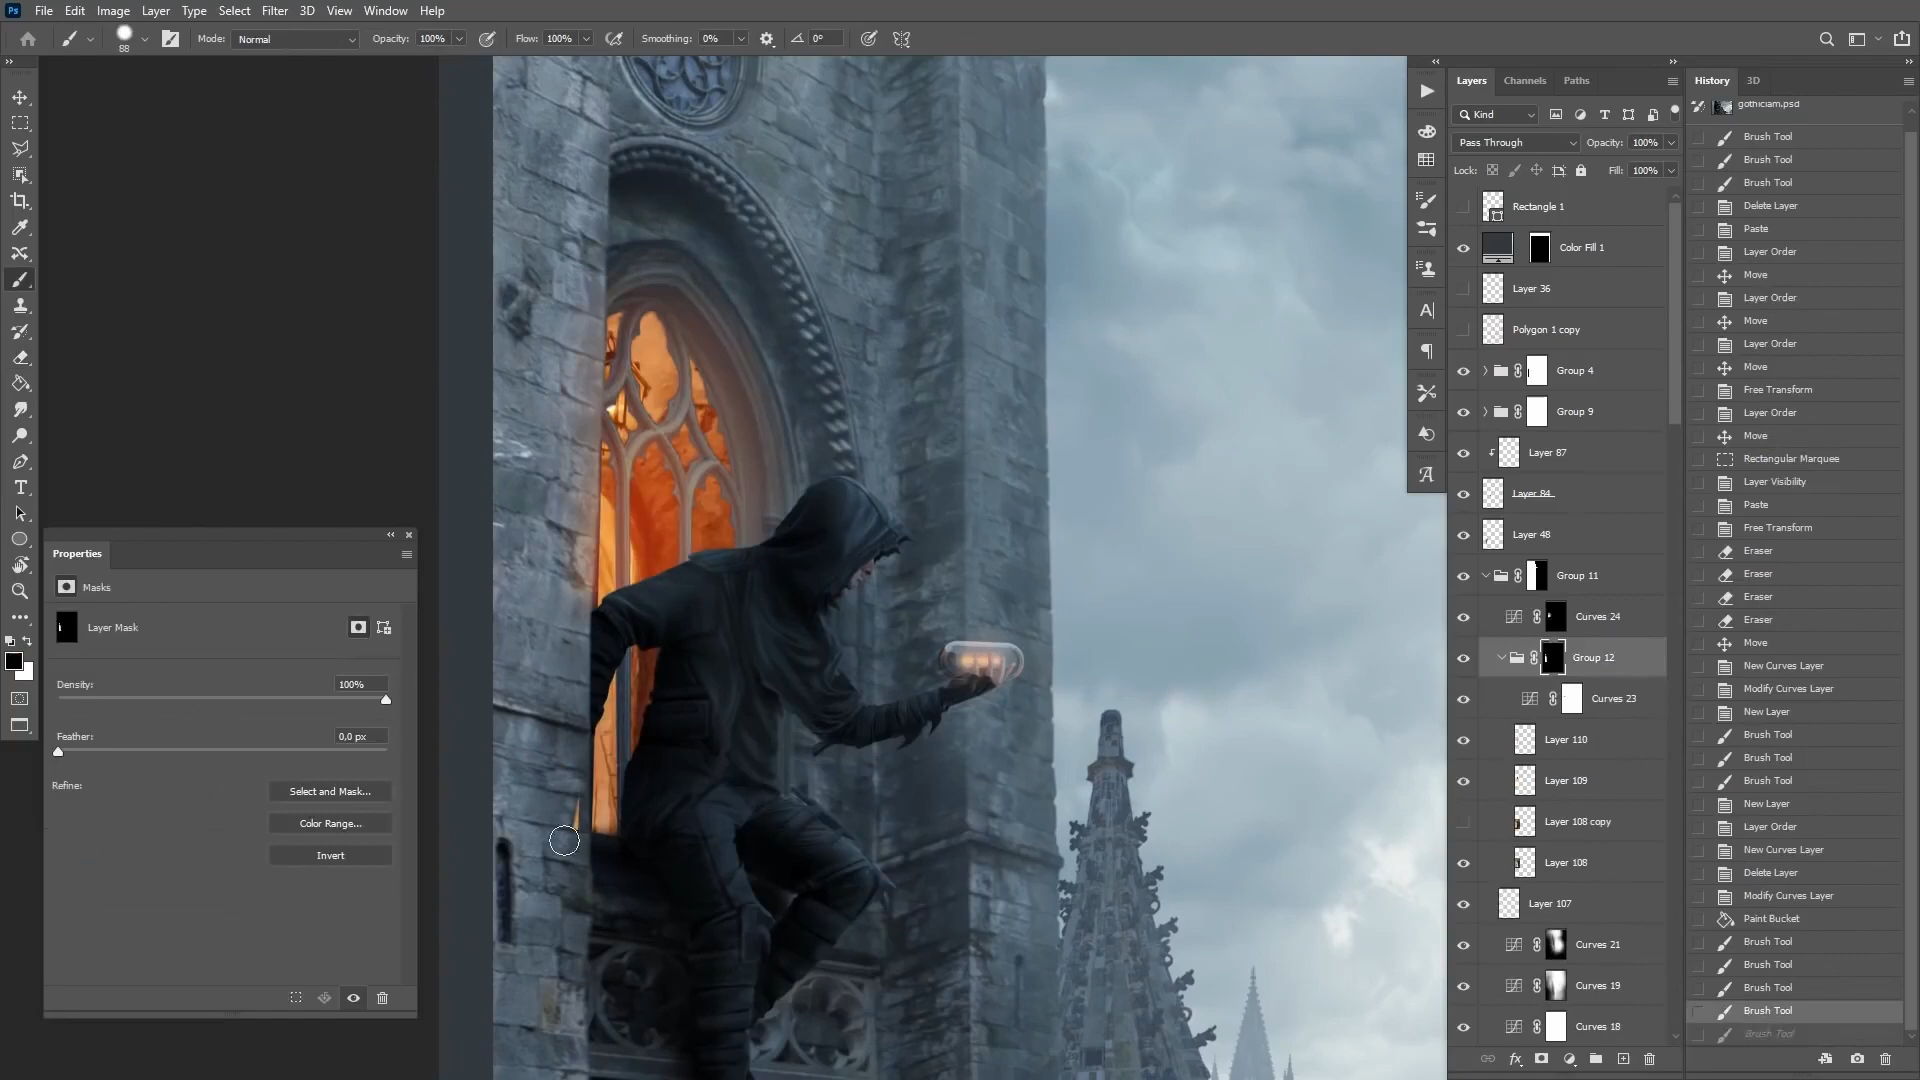 Ps File Edit Image Layer Type Select Filter 3D View Window Help
88 Mode: Normal Opacity: 100% Flow: 100% Smoothing: 0% 0°
Layers Channels Paths
Kind
Pass Through Opacity: 100%
Lock: Fill: 100%
Rectangle 1
Color Fill 1
Layer 36
Polygon 1 copy
Group 4
Group 9
Layer 87
Layer 84
Layer 48
Group 11
Curves 24
Group 12
Curves 23
Layer 110
Layer 109
Layer 108 copy
Layer 108
Layer 107
Curves 21
Curves 19
Curves 18
fx
History 3D
gothiclam.psd
Brush Tool
Brush Tool
Brush Tool
Delete Layer
Paste
Layer Order
Move
Layer Order
Move
Layer Order
Move
Free Transform
Layer Order
Move
Rectangular Marquee
Layer Visibility
Paste
Free Transform
Eraser
Eraser
Eraser
Eraser
Move
New Curves Layer
Modify Curves Layer
New Layer
Brush Tool
Brush Tool
Brush Tool
New Layer
Layer Order
New Curves Layer
Delete Layer
Modify Curves Layer
Paint Bucket
Brush Tool
Brush Tool
Brush Tool
Brush Tool
Brush Tool
Properties
Masks
Layer Mask
Density: 100%
Feather: 0,0 px
Refine: Select and Mask...
Color Range...
Invert